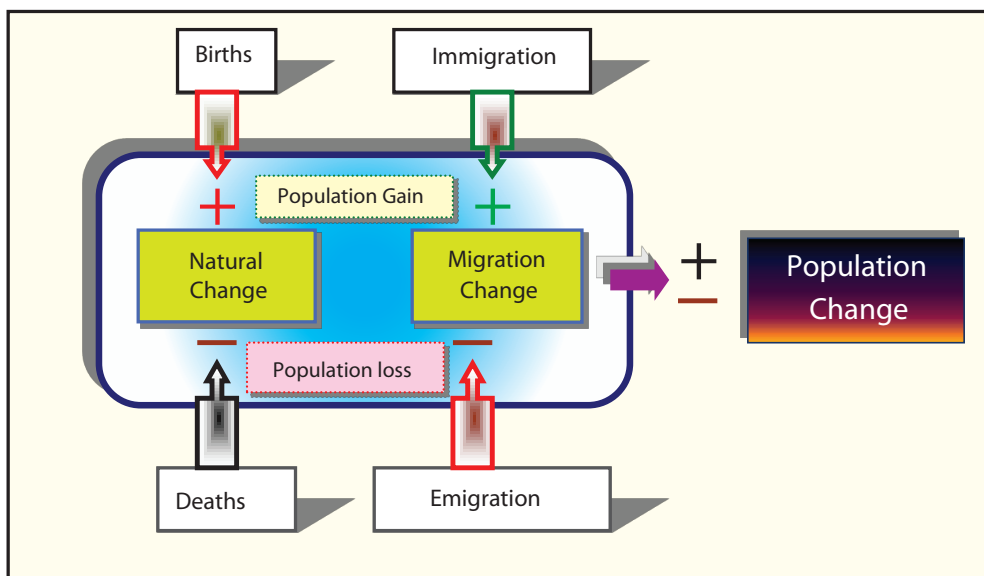 Births
Immigration
+
+
Population Gain
Natural
Change
Migration
Change
+
−
Population
Change
−
−
Population loss
Deaths
Emigration